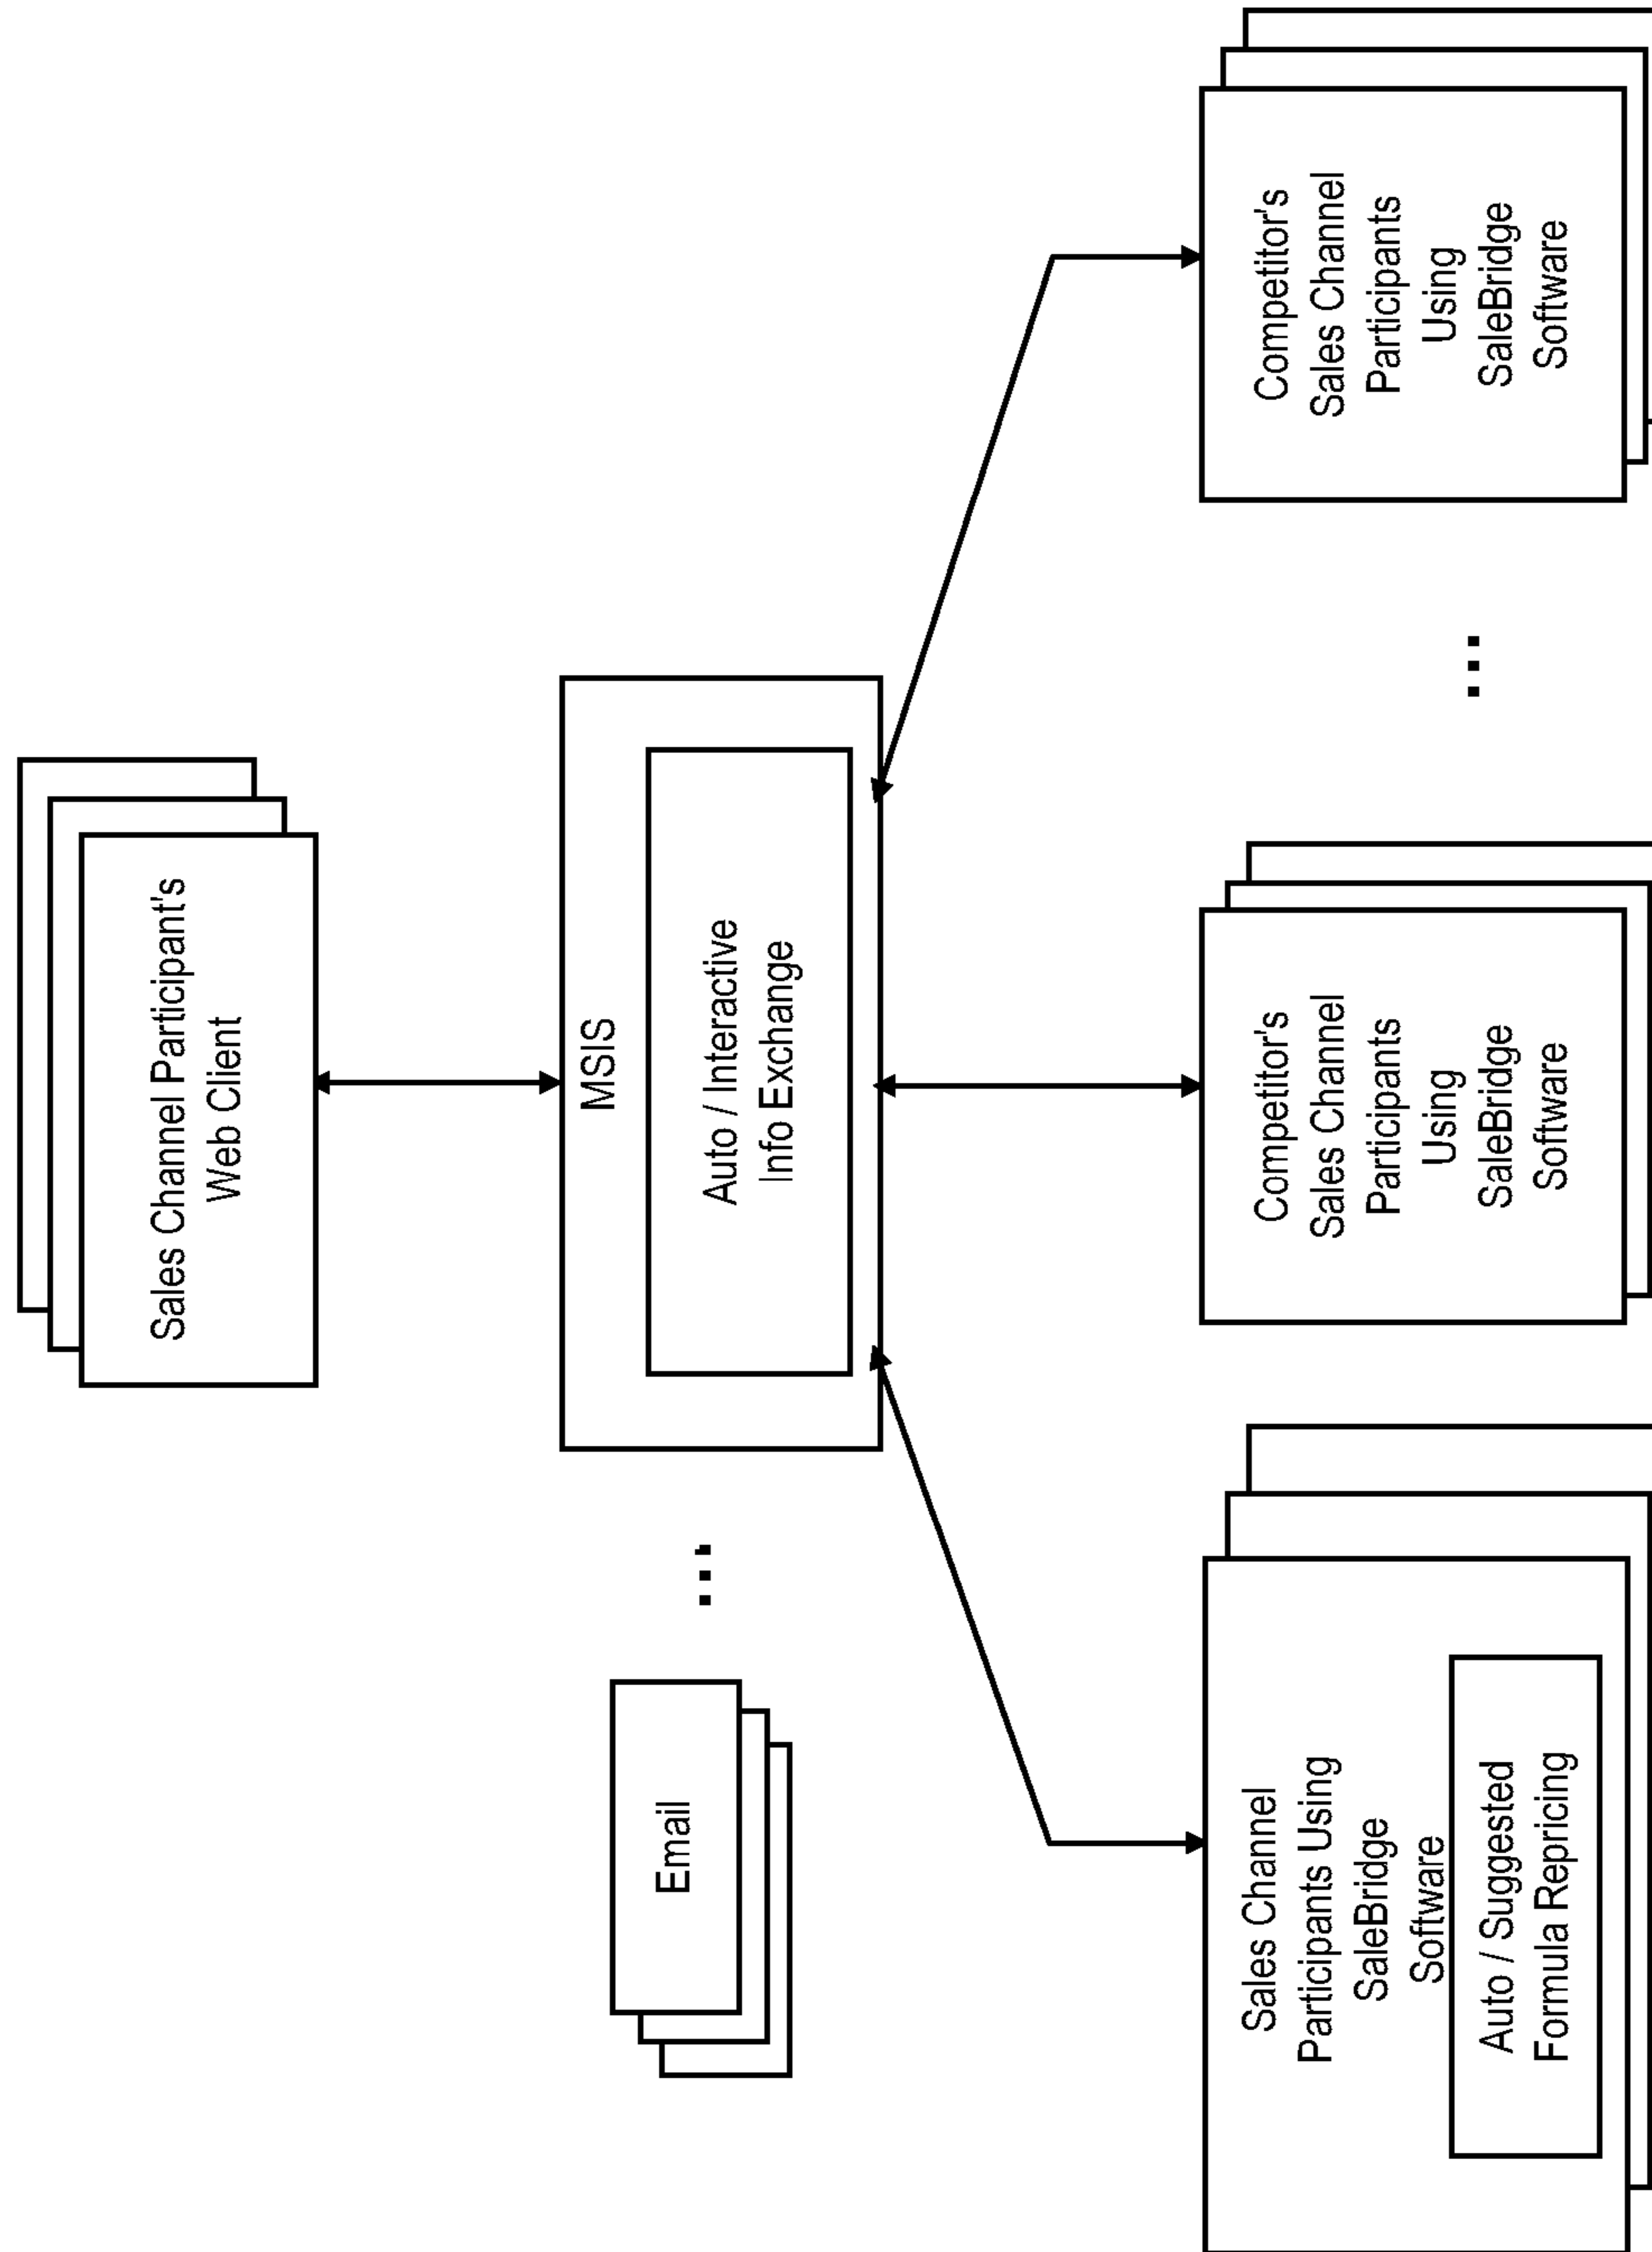 Sales Channel Participant's
Web Client
Email
...
MSIS
Auto / Interactive
Info Exchange
Sales Channel
Participants Using
SaleBridge
Software
Auto / Suggested
Formula Repricing
Competitor's
Sales Channel
Participants
Using
SaleBridge
Software
...
Competitor's
Sales Channel
Participants
Using
SaleBridge
Software